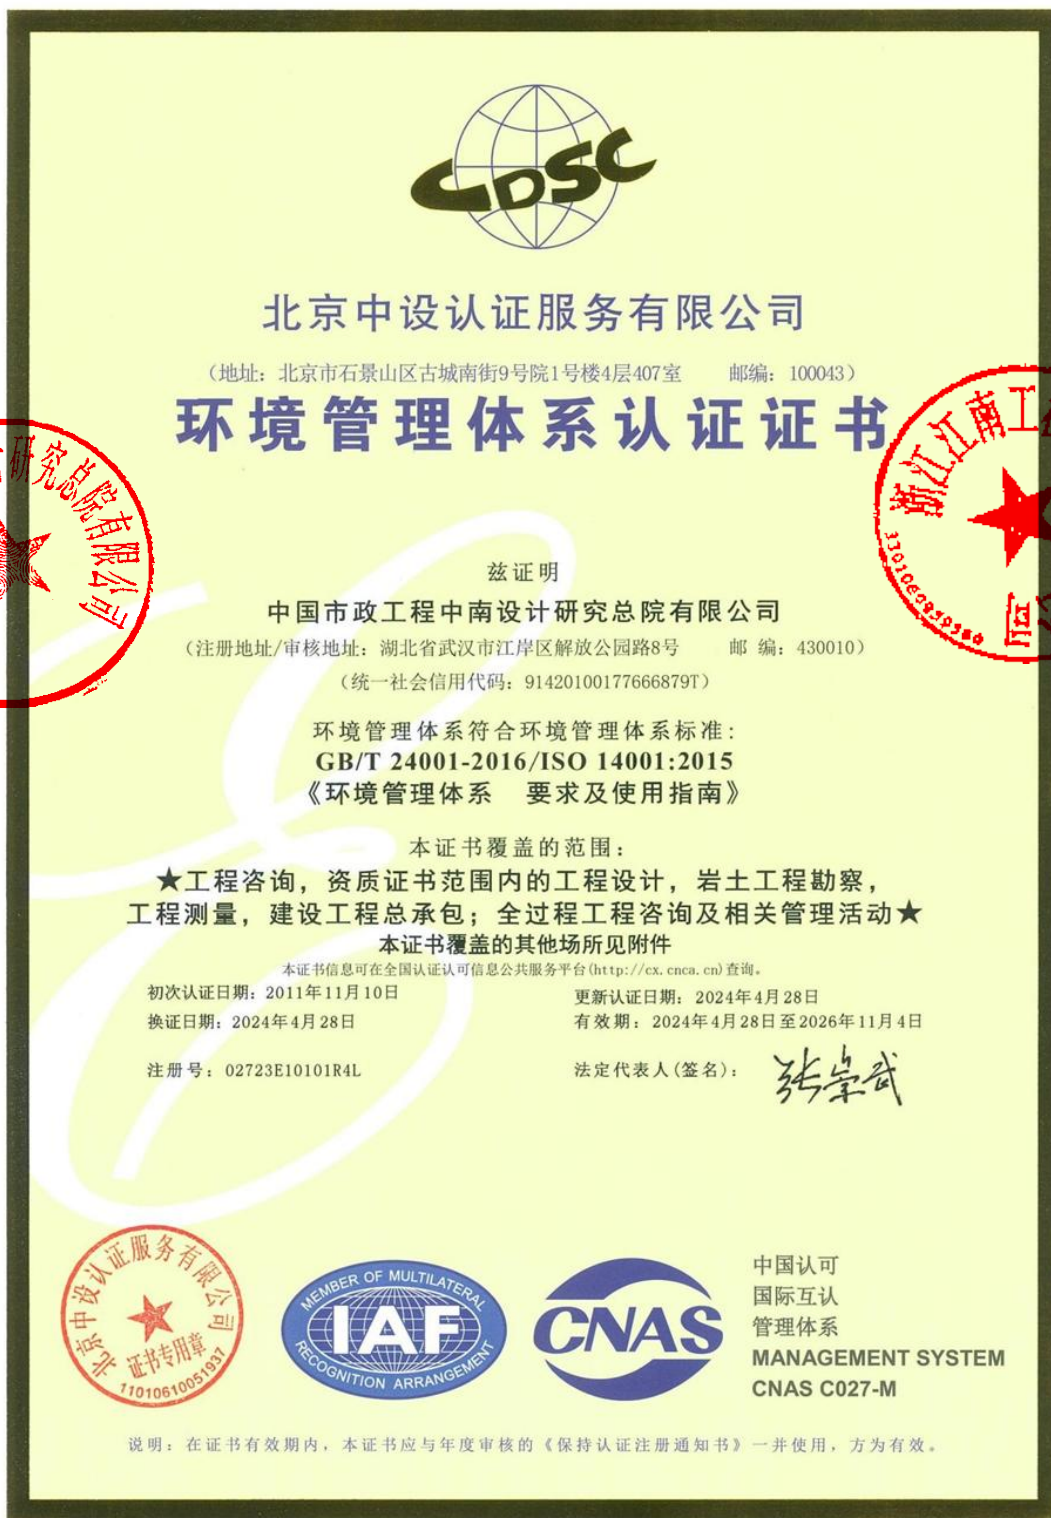 CDSC
北京中设认证服务有限公司
（地址：北京市石景山区古城南街9号院1号楼4层407室 邮编：100043）
环境管理体系认证证书
研究总院有限公司
浙江江南工
3301060859580
司
兹证明
中国市政工程中南设计研究总院有限公司
（注册地址/审核地址：湖北省武汉市江岸区解放公园路8号 邮 编：430010）
（统一社会信用代码：91420100177666879T）
环境管理体系符合环境管理体系标准：
GB/T 24001-2016/ISO 14001:2015
《环境管理体系 要求及使用指南》
本证书覆盖的范围：
★工程咨询，资质证书范围内的工程设计，岩土工程勘察，
工程测量，建设工程总承包；全过程工程咨询及相关管理活动★
本证书覆盖的其他场所见附件
本证书信息可在全国认证认可信息公共服务平台(http://cx.cnca.cn)查询。
初次认证日期：2011年11月10日
更新认证日期：2024年4月28日
换证日期：2024年4月28日
有效期：2024年4月28日至2026年11月4日
注册号：02723E10101R4L
法定代表人(签名)：
张崇武
北京中设认证服务有限公司
证书专用章
11010610051937
MEMBER OF MULTILATERAL
IAF
RECOGNITION ARRANGEMENT
CNAS
中国认可
国际互认
管理体系
MANAGEMENT SYSTEM
CNAS C027-M
说明：在证书有效期内，本证书应与年度审核的《保持认证注册通知书》一并使用，方为有效。